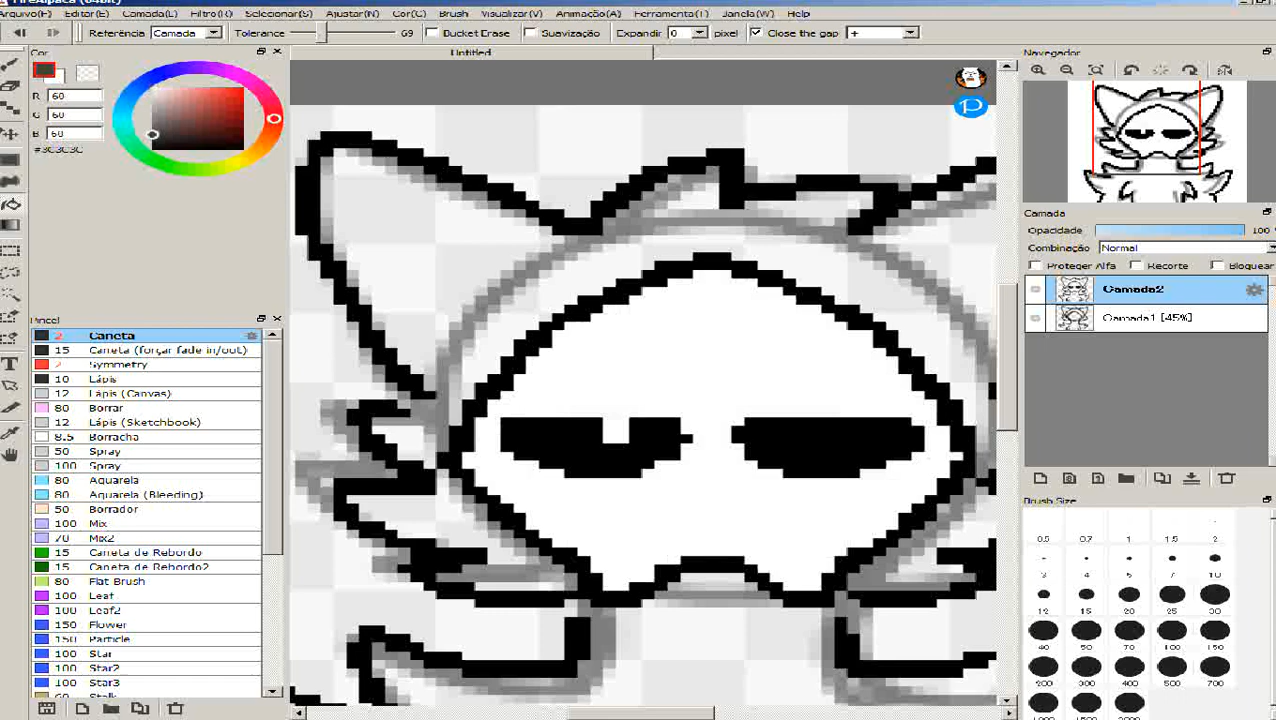 FireAlpaca (64bit)
Arquivo(F) Editar(E) Camada(L) Filtro(R) Selecionar(S) Ajustar(N) Cor(C) Brush Visualizar(V) Animação(A) Ferramenta(T) Janela(W) Help
Referência Camada Tolerance 69 Bucket Erase Suavização Expandir 0 pixel Close the gap +
Cor
Untitled
Navegador
R 60
G 60
B 60
#3C3C3C
Camada
Opacidade 100
Combinação Normal
Proteger Alfa Recorte Bloquear
Camada2
Camada1 [45%]
Pincel
2 Caneta
15 Caneta (forçar fade in/out)
Symmetry
10 Lápis
12 Lápis (Canvas)
80 Borrar
12 Lápis (Sketchbook)
8.5 Borracha
50 Spray
100 Spray
80 Aquarela
80 Aquarela (Bleeding)
50 Borrador
100 Mix
70 Mix2
15 Caneta de Rebordo
15 Caneta de Rebordo2
80 Flat Brush
100 Leaf
100 Leaf2
150 Flower
150 Particle
100 Star
100 Star2
100 Star3
Brush Size
0.5 0.7 1 1.5 2
3 4 5 7 10
12 15 20 25 30
40 50 70 100 150
200 300 400 500 700
1000 1500 2000